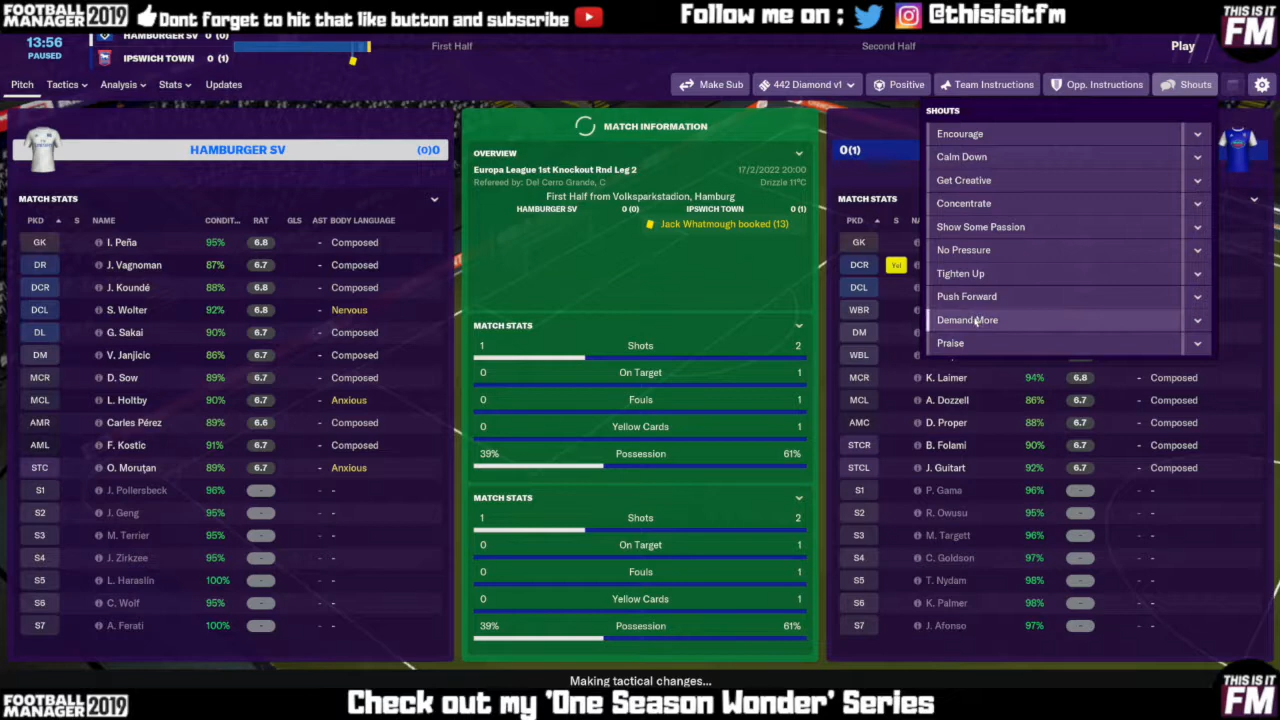 FOOTBALL MANAGER 2019
Dont forget to hit that like button and subscribe
Follow me on : @thisisitfm
THIS IS IT FM
13:56
PAUSED
HAMBURGER SV 0 (0)
IPSWICH TOWN 0 (1)
First Half
Second Half
Play
Pitch Tactics Analysis Stats Updates
Make Sub 442 Diamond v1 Positive Team Instructions Opp. Instructions Shouts
SHOUTS
Encourage
Calm Down
Get Creative
Concentrate
Show Some Passion
No Pressure
Tighten Up
Push Forward
Demand More
Praise
HAMBURGER SV (0)0
MATCH STATS
PKD S NAME CONDIT... RAT GLS AST BODY LANGUAGE
GK I. Peña 95% 6.8 - Composed
DR J. Vagnoman 87% 6.7 - Composed
DCR J. Koundé 88% 6.8 - Composed
DCL S. Wolter 92% 6.8 - Nervous
DL G. Sakai 90% 6.7 - Composed
DM V. Janjicic 86% 6.7 - Composed
MCR D. Sow 89% 6.7 - Composed
MCL L. Holtby 90% 6.7 - Anxious
AMR Carles Pérez 89% 6.6 - Composed
AML F. Kostic 91% 6.7 - Composed
STC O. Moruțan 89% 6.7 - Anxious
S1 J. Pollersbeck 96% - - -
S2 J. Geng 95% - - -
S3 M. Terrier 95% - - -
S4 J. Zirkzee 95% - - -
S5 L. Haraslín 100% - - -
S6 C. Wolf 95% - - -
S7 A. Ferati 100% - - -
MATCH INFORMATION
OVERVIEW
Europa League 1st Knockout Rnd Leg 2 17/2/2022 20:00
Refereed by: Del Cerro Grande, C Drizzle 11°C
First Half from Volksparkstadion, Hamburg
HAMBURGER SV 0 (0) IPSWICH TOWN 0 (1)
Jack Whatmough booked (13)
MATCH STATS
1 Shots 2
0 On Target 1
0 Fouls 1
0 Yellow Cards 1
39% Possession 61%
MATCH STATS
1 Shots 2
0 On Target 1
0 Fouls 1
0 Yellow Cards 1
39% Possession 61%
0(1)
MATCH STATS
PKD S
GK
DCR Yel
DCL
WBR
DM
WBL
MCR K. Laimer 94% 6.8 - Composed
MCL A. Dozzell 86% 6.7 - Composed
AMC D. Proper 88% 6.7 - Composed
STCR B. Folami 90% 6.7 - Composed
STCL J. Guitart 92% 6.7 - Composed
S1 P. Gama 96% - - -
S2 R. Owusu 95% - - -
S3 M. Targett 96% - - -
S4 C. Goldson 97% - - -
S5 T. Nydam 98% - - -
S6 K. Palmer 98% - - -
S7 J. Afonso 97% - - -
Making tactical changes...
FOOTBALL MANAGER 2019
Check out my 'One Season Wonder' Series
THIS IS IT FM